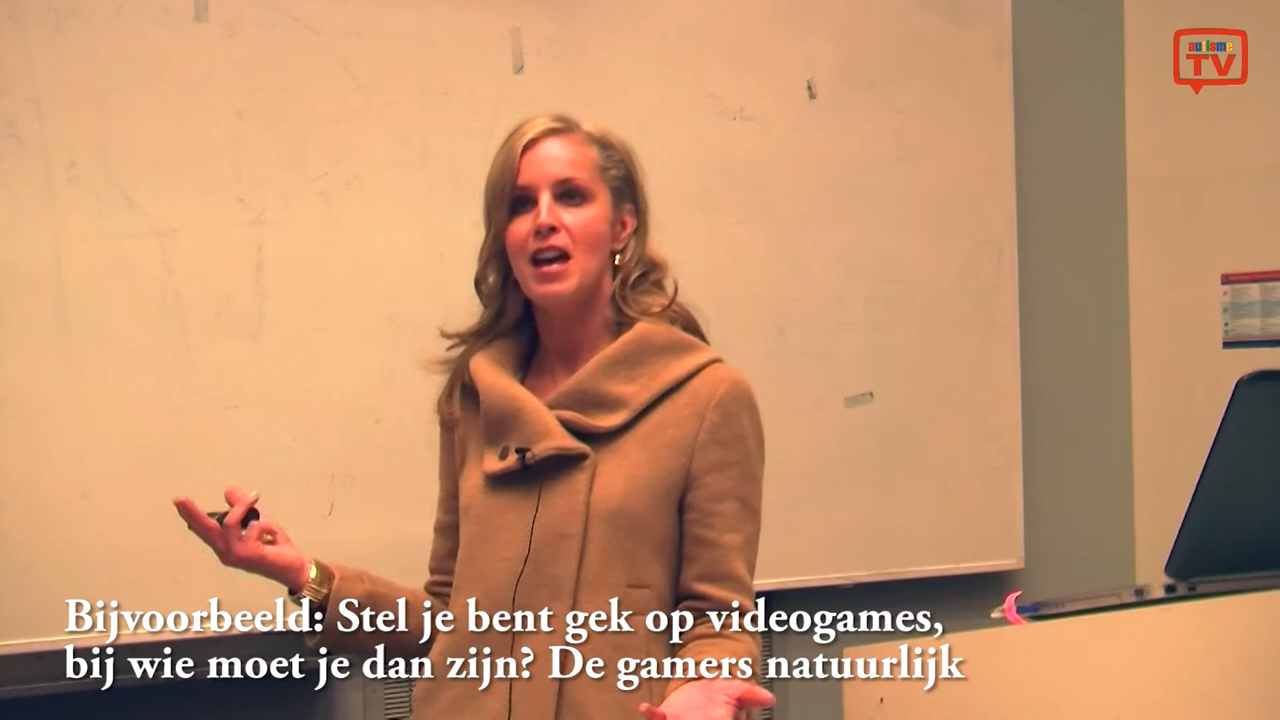 autisme
TV
Bijvoorbeeld: Stel je bent gek op videogames,
bij wie moet je dan zijn? De gamers natuurlijk